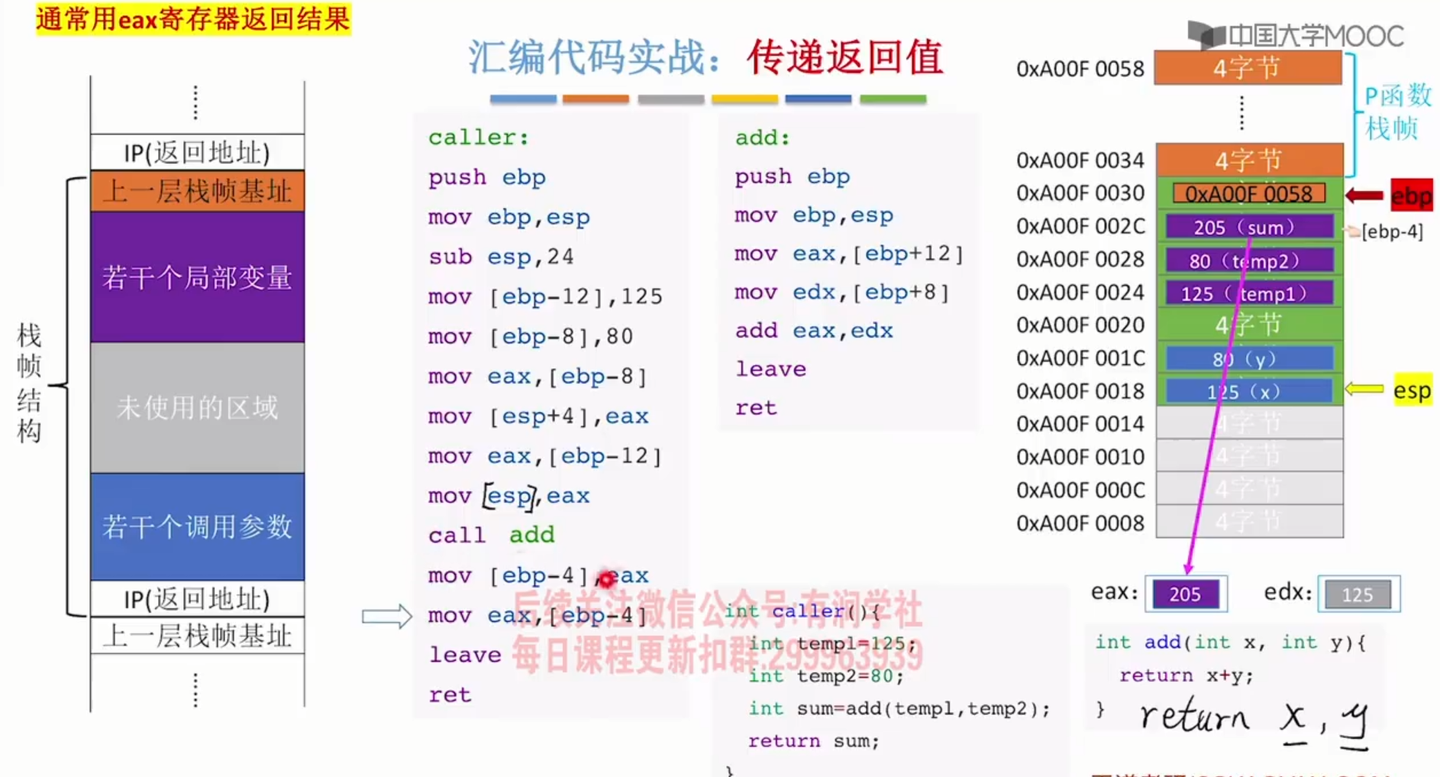 通常用eax寄存器返回结果
中国大学MOOC
汇编代码实战：传递返回值
IP(返回地址)
上一层栈帧基址
若干个局部变量
未使用的区域
若干个调用参数
IP(返回地址)
上一层栈帧基址
栈帧结构
caller:
push ebp
mov ebp,esp
sub esp,24
mov [ebp-12],125
mov [ebp-8],80
mov eax,[ebp-8]
mov [esp+4],eax
mov eax,[ebp-12]
mov [esp],eax
call add
mov [ebp-4],eax
mov eax,[ebp-4]
leave
ret
add:
push ebp
mov ebp,esp
mov eax,[ebp+12]
mov edx,[ebp+8]
add eax,edx
leave
ret
后续关注微信公众号:有润学社
每日课程更新扣群:299963939
int caller(){
int temp1=125;
int temp2=80;
int sum=add(temp1,temp2);
return sum;
}
0xA00F 0058 4字节
P函数
栈帧
0xA00F 0034 4字节
0xA00F 0030 0xA00F 0058 ebp
0xA00F 002C 205（sum） [ebp-4]
0xA00F 0028 80（temp2）
0xA00F 0024 125（temp1）
0xA00F 0020 4字节
0xA00F 001C 80（y）
0xA00F 0018 125（x） esp
0xA00F 0014 4字节
0xA00F 0010 4字节
0xA00F 000C 4字节
0xA00F 0008 4字节
eax: 205 edx: 125
int add(int x, int y){
return x+y;
}
return x, y